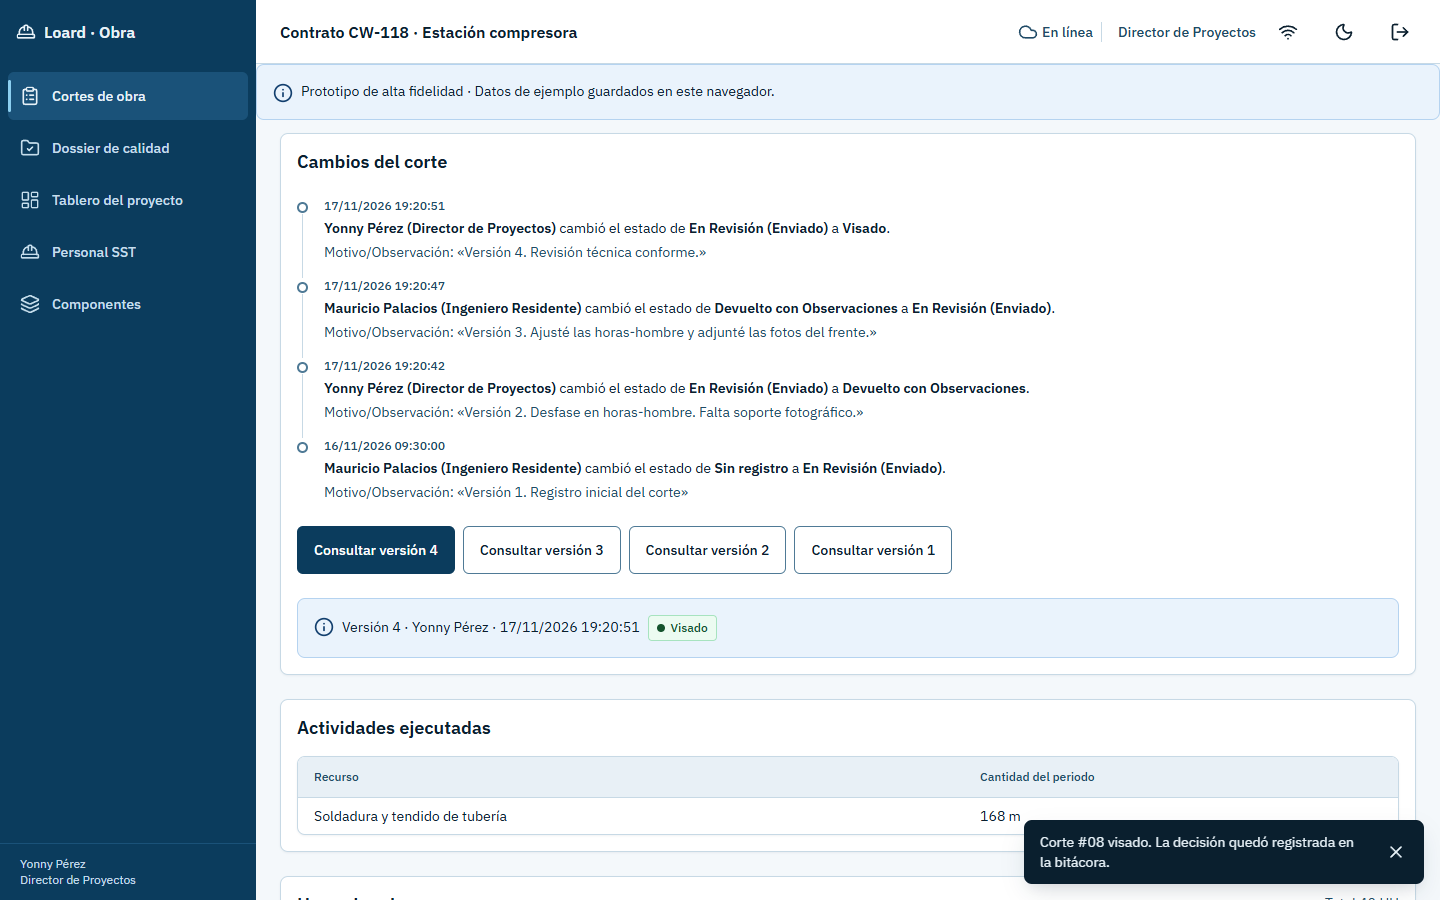 Loard · Obra
Contrato CW-118 · Estación compresora
En línea
Director de Proyectos
Cortes de obra
Dossier de calidad
Tablero del proyecto
Personal SST
Componentes
Yonny Pérez
Director de Proyectos
Prototipo de alta fidelidad · Datos de ejemplo guardados en este navegador.
Cambios del corte
17/11/2026 19:20:51
Yonny Pérez (Director de Proyectos) cambió el estado de En Revisión (Enviado) a Visado.
Motivo/Observación: «Versión 4. Revisión técnica conforme.»
17/11/2026 19:20:47
Mauricio Palacios (Ingeniero Residente) cambió el estado de Devuelto con Observaciones a En Revisión (Enviado).
Motivo/Observación: «Versión 3. Ajusté las horas-hombre y adjunté las fotos del frente.»
17/11/2026 19:20:42
Yonny Pérez (Director de Proyectos) cambió el estado de En Revisión (Enviado) a Devuelto con Observaciones.
Motivo/Observación: «Versión 2. Desfase en horas-hombre. Falta soporte fotográfico.»
16/11/2026 09:30:00
Mauricio Palacios (Ingeniero Residente) cambió el estado de Sin registro a En Revisión (Enviado).
Motivo/Observación: «Versión 1. Registro inicial del corte»
Consultar versión 4
Consultar versión 3
Consultar versión 2
Consultar versión 1
Versión 4 · Yonny Pérez · 17/11/2026 19:20:51
Visado
Actividades ejecutadas
Recurso
Cantidad del periodo
Soldadura y tendido de tubería
168 m
Corte #08 visado. La decisión quedó registrada en
la bitácora.